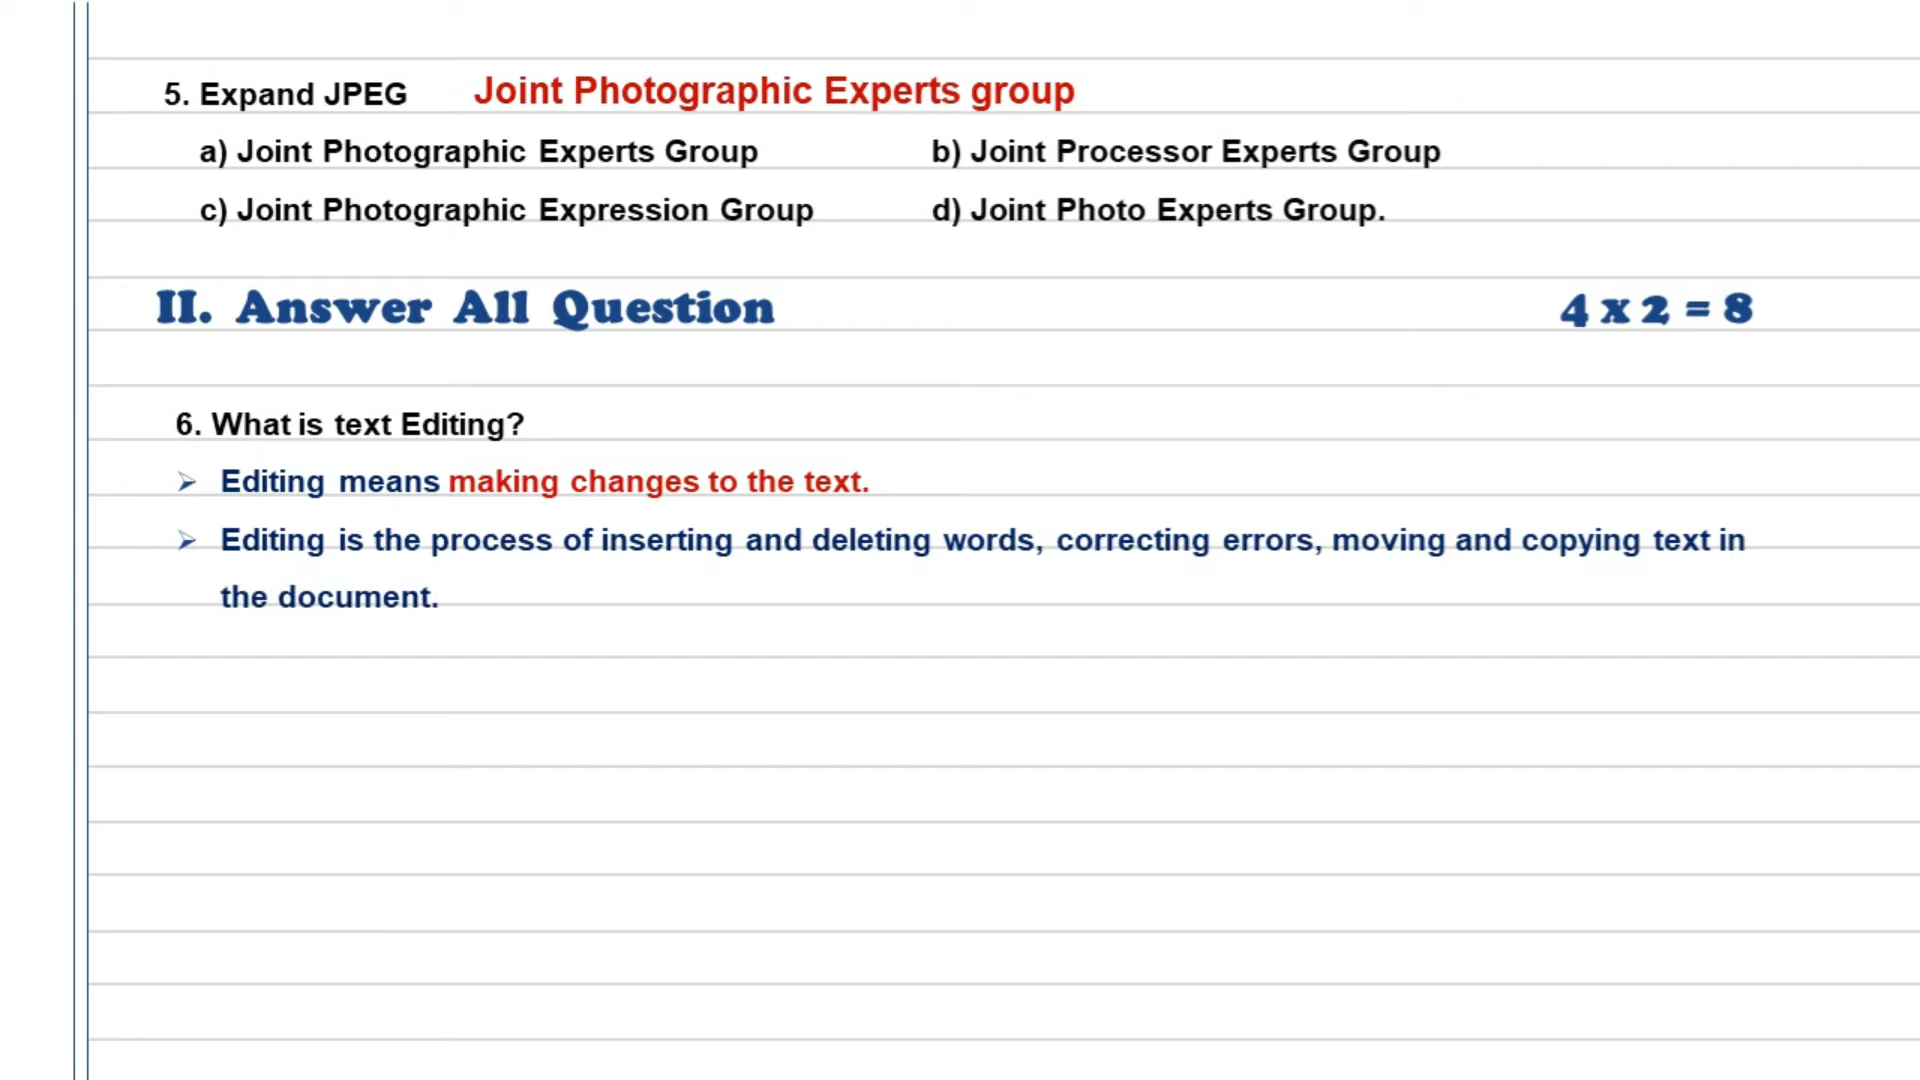 5. Expand JPEG Joint Photographic Experts group
a) Joint Photographic Experts Group b) Joint Processor Experts Group
c) Joint Photographic Expression Group d) Joint Photo Experts Group.
II. Answer All Question 4 x 2 = 8
6. What is text Editing?
➢ Editing means making changes to the text.
➢ Editing is the process of inserting and deleting words, correcting errors, moving and copying text in
the document.